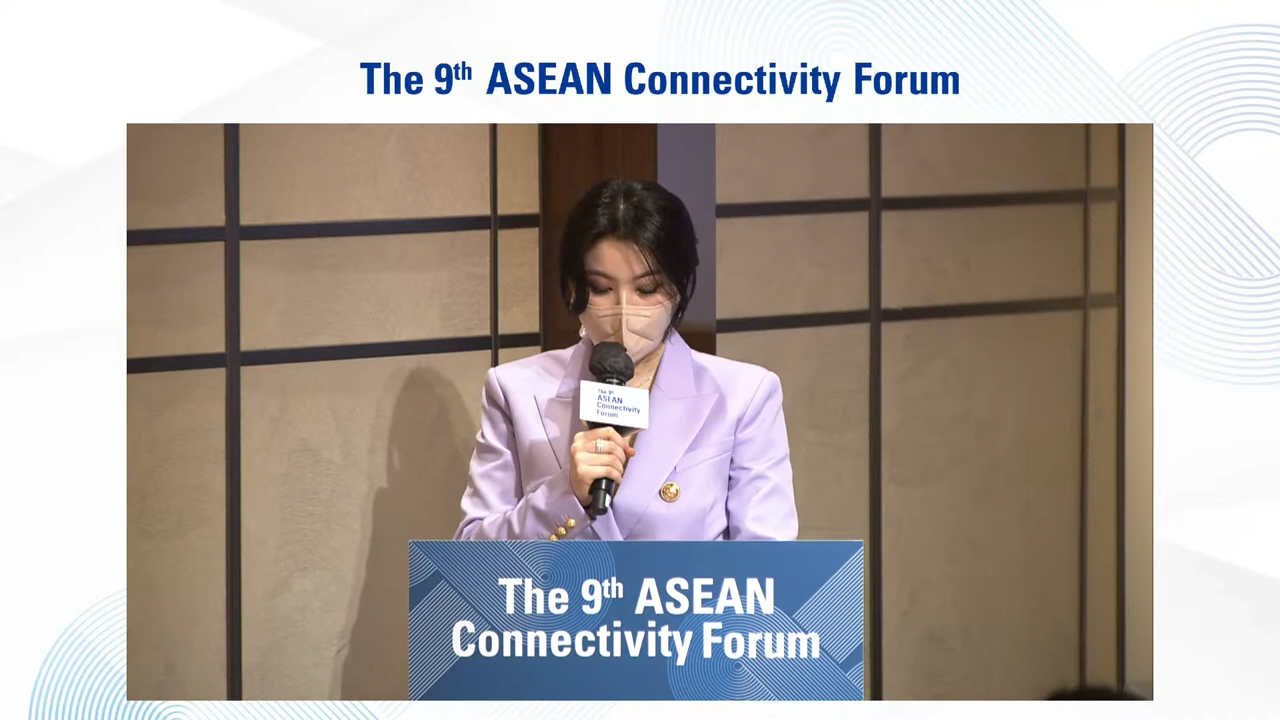 The 9th ASEAN Connectivity Forum
The 9th
ASEAN
Connectivity
Forum
The 9th ASEAN
Connectivity Forum